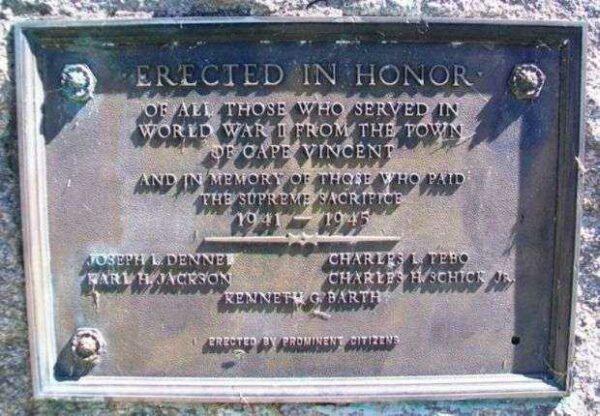 ·ERECTED IN HONOR·
OF ALL THOSE WHO SERVED IN
WORLD WAR II FROM THE TOWN
OF CAPE VINCENT
AND IN MEMORY OF THOSE WHO PAID
THE SUPREME SACRIFICE
1941 — 1945
JOSEPH L. DENNEE CHARLES L. TEBO
KARL H. JACKSON CHARLES H. SCHICK Jr.
KENNETH G. BARTH
ERECTED BY PROMINENT CITIZENS